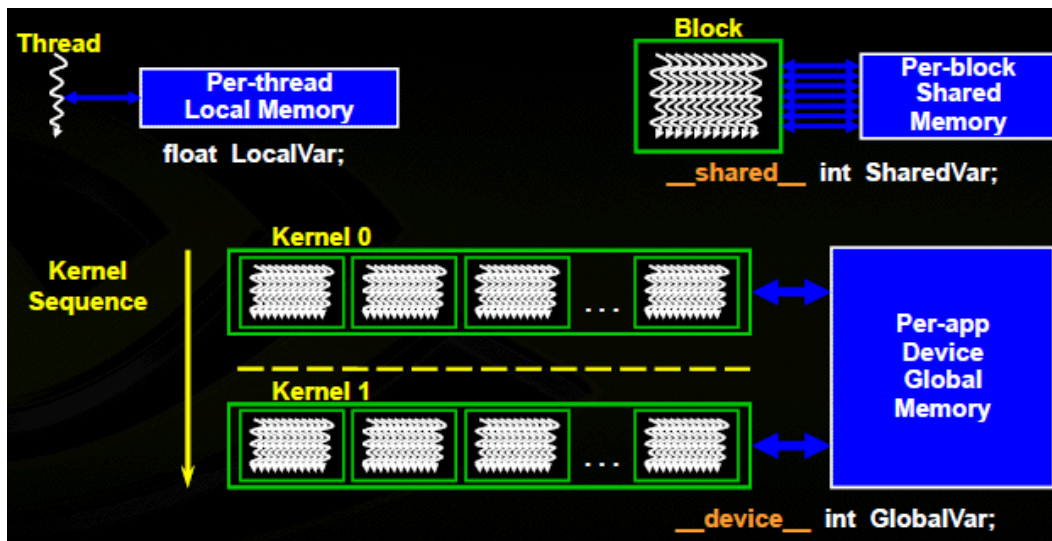 Thread
Per-thread
Local Memory
float LocalVar;
Block
Per-block
Shared
Memory
__shared__ int SharedVar;
Kernel
Sequence
Kernel 0
. . .
Kernel 1
. . .
Per-app
Device
Global
Memory
__device__ int GlobalVar;